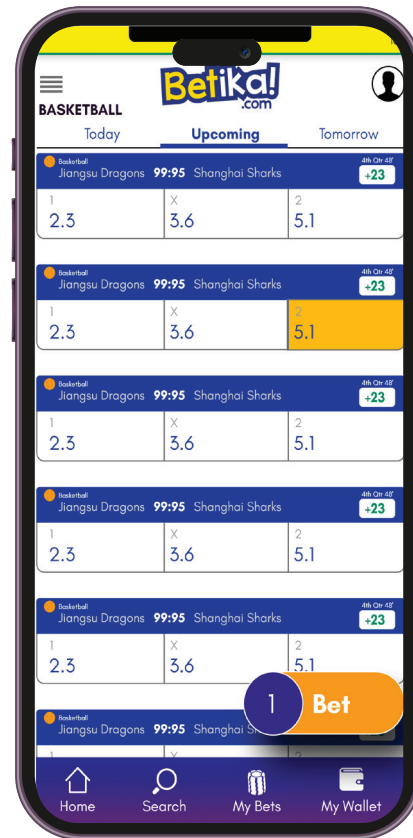 Betika!
.com
BASKETBALL
Today Upcoming Tomorrow
Basketball 4th Qtr 48'
Jiangsu Dragons 99:95 Shanghai Sharks +23
1 X 2
2.3 3.6 5.1
Basketball 4th Qtr 48'
Jiangsu Dragons 99:95 Shanghai Sharks +23
1 X 2
2.3 3.6 5.1
Basketball 4th Qtr 48'
Jiangsu Dragons 99:95 Shanghai Sharks +23
1 X 2
2.3 3.6 5.1
Basketball 4th Qtr 48'
Jiangsu Dragons 99:95 Shanghai Sharks +23
1 X 2
2.3 3.6 5.1
Basketball 4th Qtr 48'
Jiangsu Dragons 99:95 Shanghai Sharks +23
1 X 2
2.3 3.6 5.1
1 Bet
Basketball
Jiangsu Dragons 99:95 Shanghai
1 X 2
Home Search My Bets My Wallet